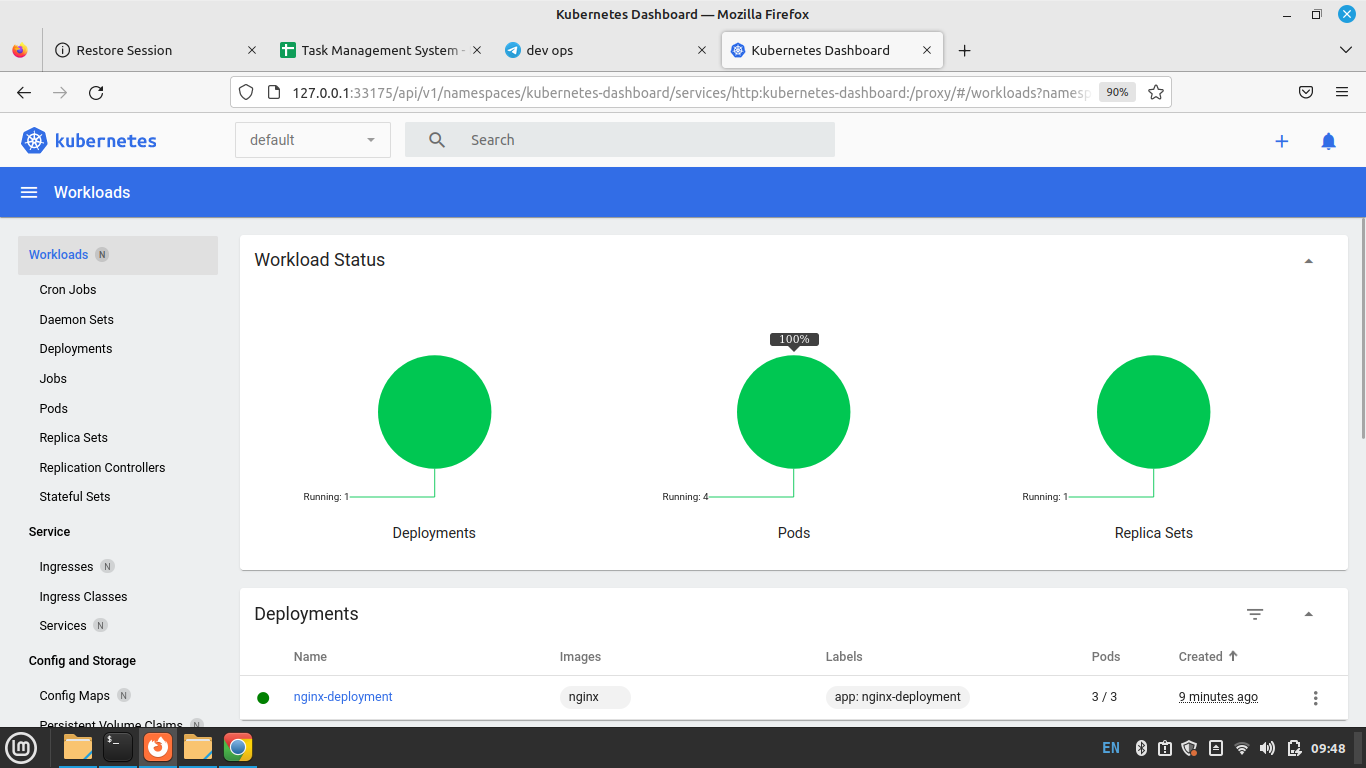 Kubernetes Dashboard — Mozilla Firefox
Restore Session
Task Management System -
dev ops
Kubernetes Dashboard
127.0.0.1:33175/api/v1/namespaces/kubernetes-dashboard/services/http:kubernetes-dashboard:/proxy/#/workloads?namesp
90%
kubernetes
default
Search
Workloads
Workloads N
Cron Jobs
Daemon Sets
Deployments
Jobs
Pods
Replica Sets
Replication Controllers
Stateful Sets
Service
Ingresses N
Ingress Classes
Services N
Config and Storage
Config Maps N
Persistent Volume Claims N
Workload Status
100%
Running: 1
Running: 4
Running: 1
Deployments
Pods
Replica Sets
Deployments
Name Images Labels Pods Created
nginx-deployment nginx app: nginx-deployment 3 / 3 9 minutes ago
$_
EN
09:48